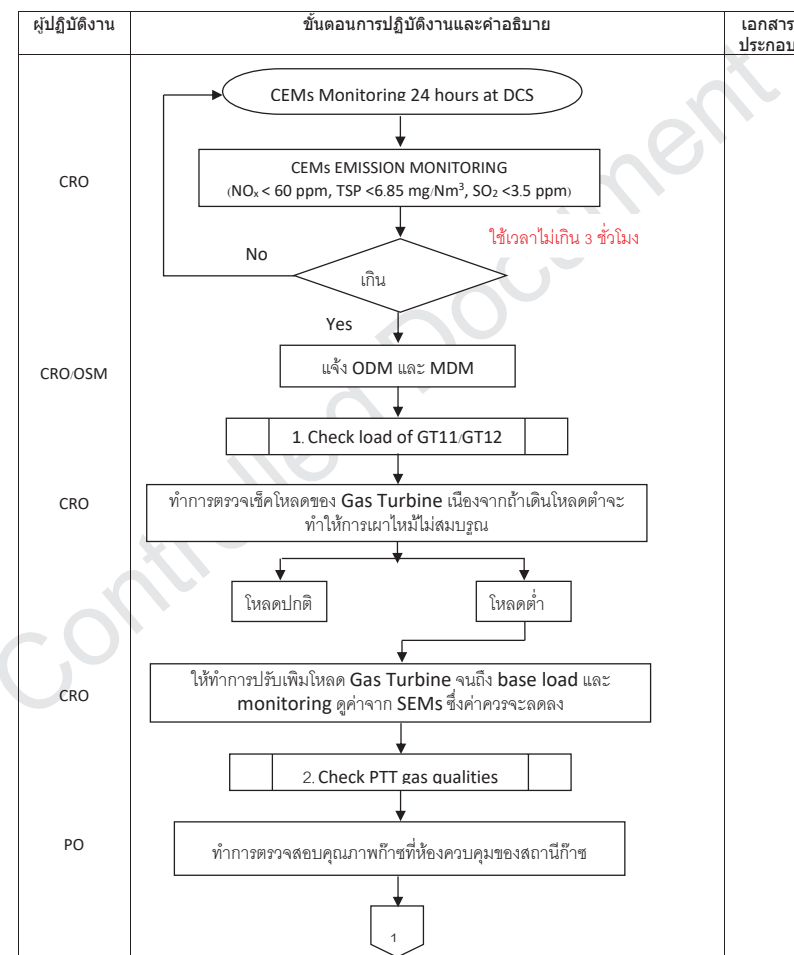 ผู้ปฏิบัติงาน
ขั้นตอนการปฏิบัติงานและคำอธิบาย
เอกสาร
ประกอบ
CEMs Monitoring 24 hours at DCS
CRO
CEMs EMISSION MONITORING
(NOₓ < 60 ppm, TSP <6.85 mg/Nm³, SO₂ <3.5 ppm)
ใช้เวลาไม่เกิน 3 ชั่วโมง
No
เกิน
Yes
CRO/OSM
แจ้ง ODM และ MDM
1. Check load of GT11/GT12
CRO
ทำการตรวจเช็คโหลดของ Gas Turbine เนื่องจากถ้าเดินโหลดต่ำจะ
ทำให้การเผาไหม้ไม่สมบรูณ
โหลดปกติ
โหลดต่ำ
CRO
ให้ทำการปรับเพิ่มโหลด Gas Turbine จนถึง base load และ
monitoring ดูค่าจาก SEMs ซึ่งค่าควรจะลดลง
2. Check PTT gas qualities
PO
ทำการตรวจสอบคุณภาพก๊าซที่ห้องควบคุมของสถานีก๊าซ
1
Controlled Document